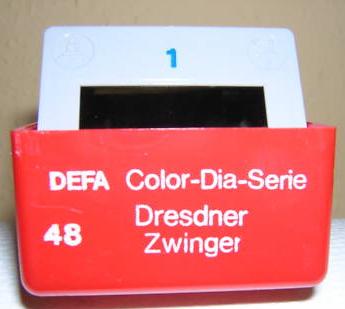 1
DEFA Color-Dia-Serie
48 Dresdner
Zwinger